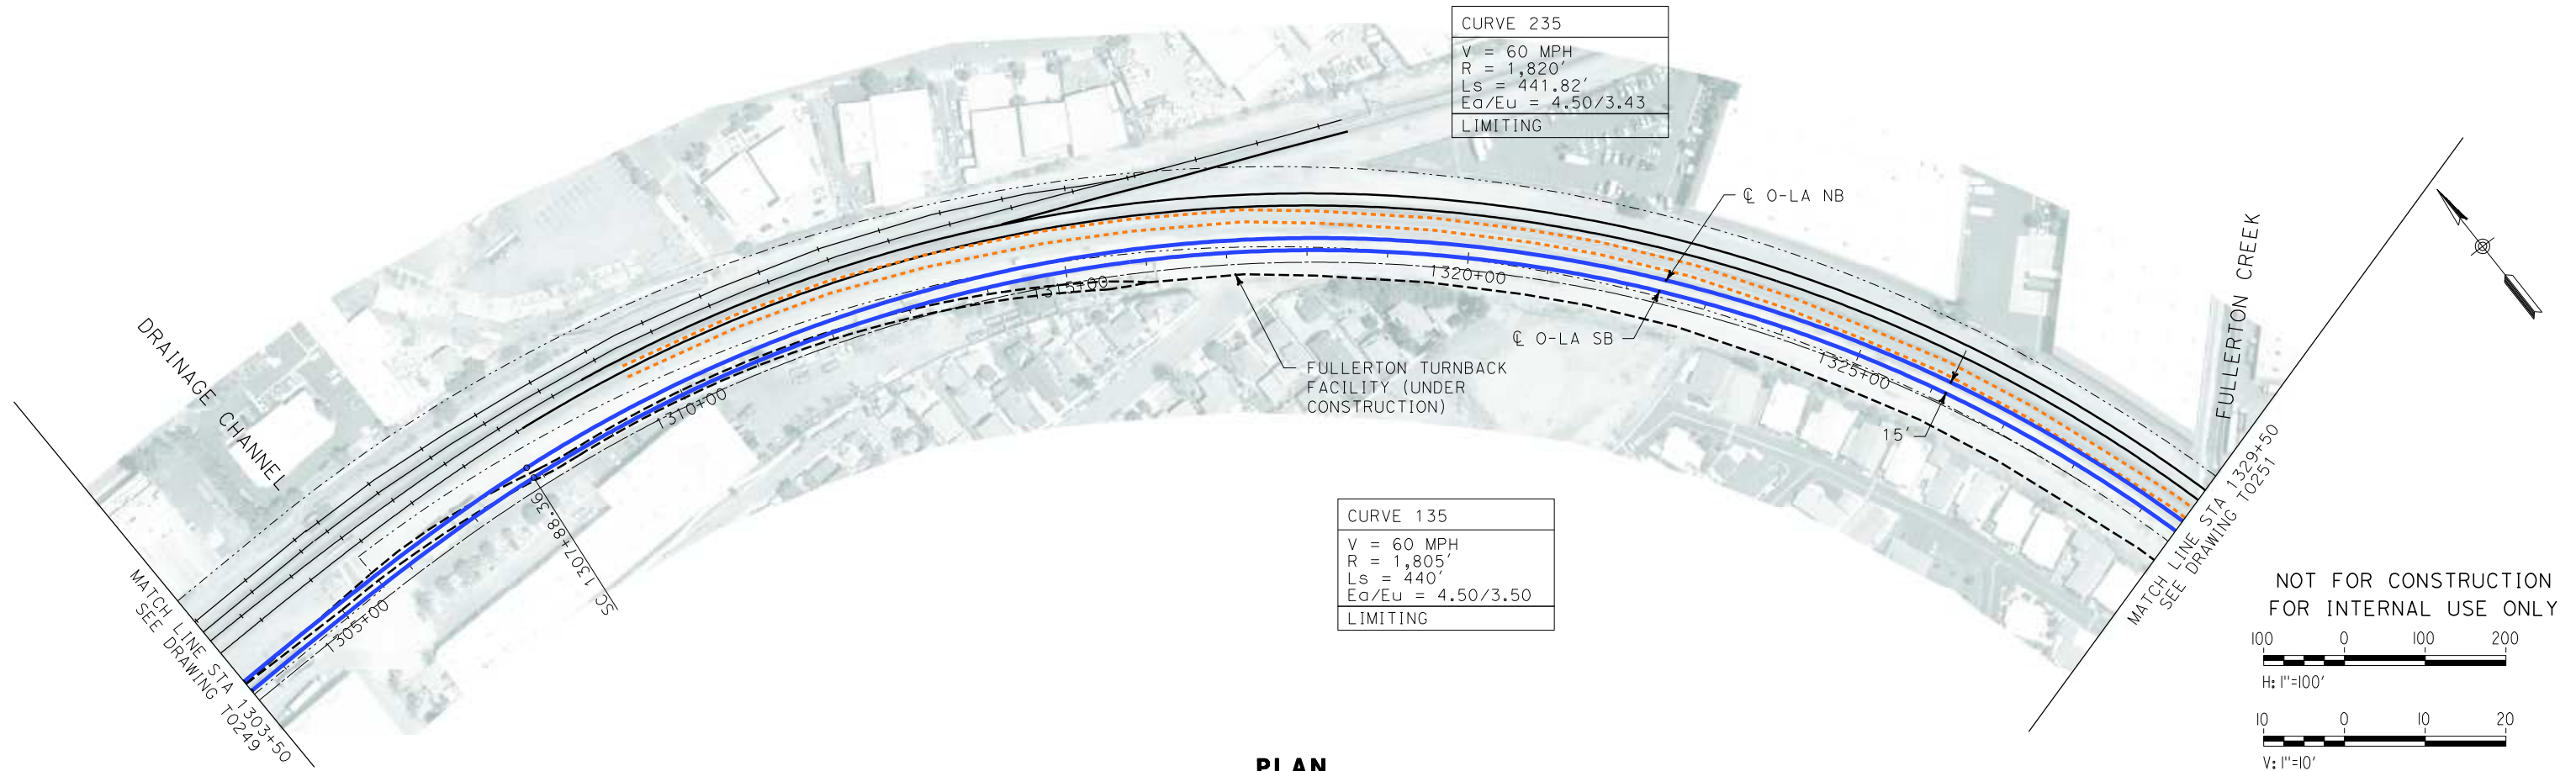 CURVE 235
V = 60 MPH
R = 1,820'
Ls = 441.82'
Ea/Eu = 4.50/3.43
LIMITING
℄ O-LA NB
FULLERTON CREEK
1315+00
1320+00
DRAINAGE CHANNEL
℄ O-LA SB
FULLERTON TURNBACK
FACILITY (UNDER
CONSTRUCTION)
1325+00
1310+00
15'
SC 1307+88.36
1305+00
MATCH LINE STA 1303+50
SEE DRAWING T0249
CURVE 135
V = 60 MPH
R = 1,805'
Ls = 440'
Ea/Eu = 4.50/3.50
LIMITING
MATCH LINE STA 1329+50
SEE DRAWING T0251
NOT FOR CONSTRUCTION
FOR INTERNAL USE ONLY
100 0 100 200
H: 1"=100'
10 0 10 20
V: 1"=10'
PLAN